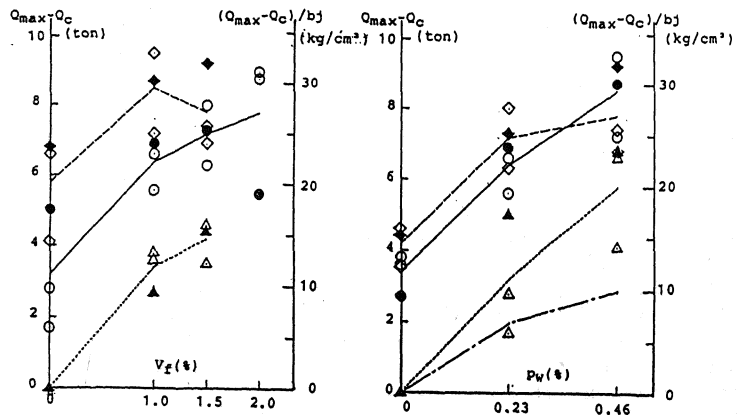 Qmax-Qc
(ton)
(Qmax-Qc)/bj
(kg/cm²)
10
8
6
4
2
0
30
20
10
0
Vf(%)
0
1.0
1.5
2.0
Qmax-Qc
(ton)
(Qmax-Qc)/bj
(kg/cm²)
10
8
6
4
2
0
30
20
10
0
pw(%)
0
0.23
0.46